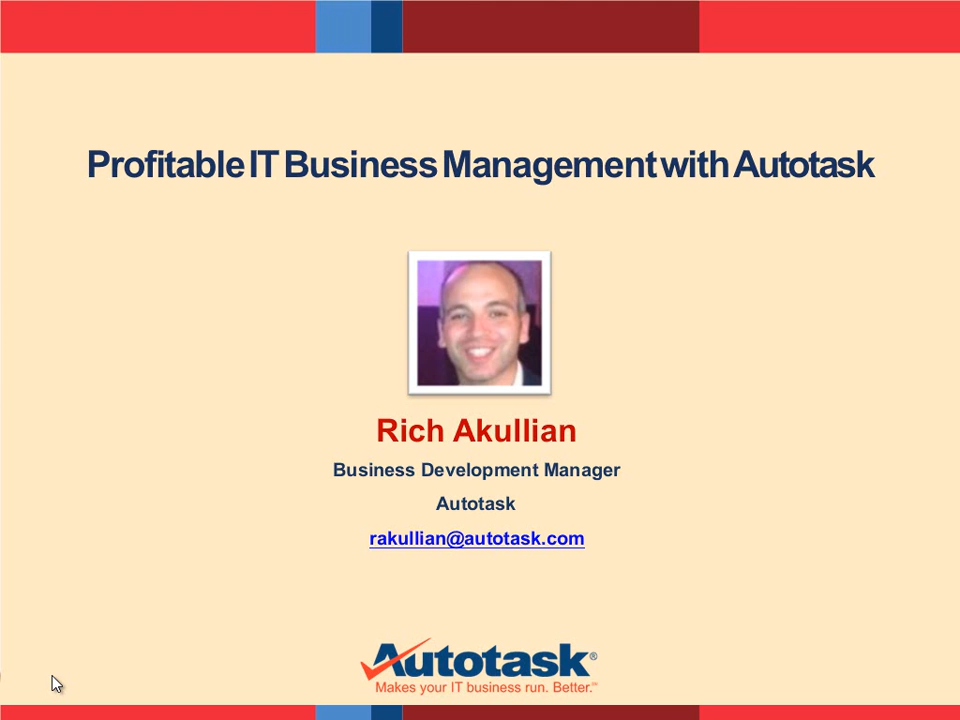 Profitable IT Business Management with Autotask
Rich Akullian
Business Development Manager
Autotask
rakullian@autotask.com
Autotask®
Makes your IT business run. Better.™